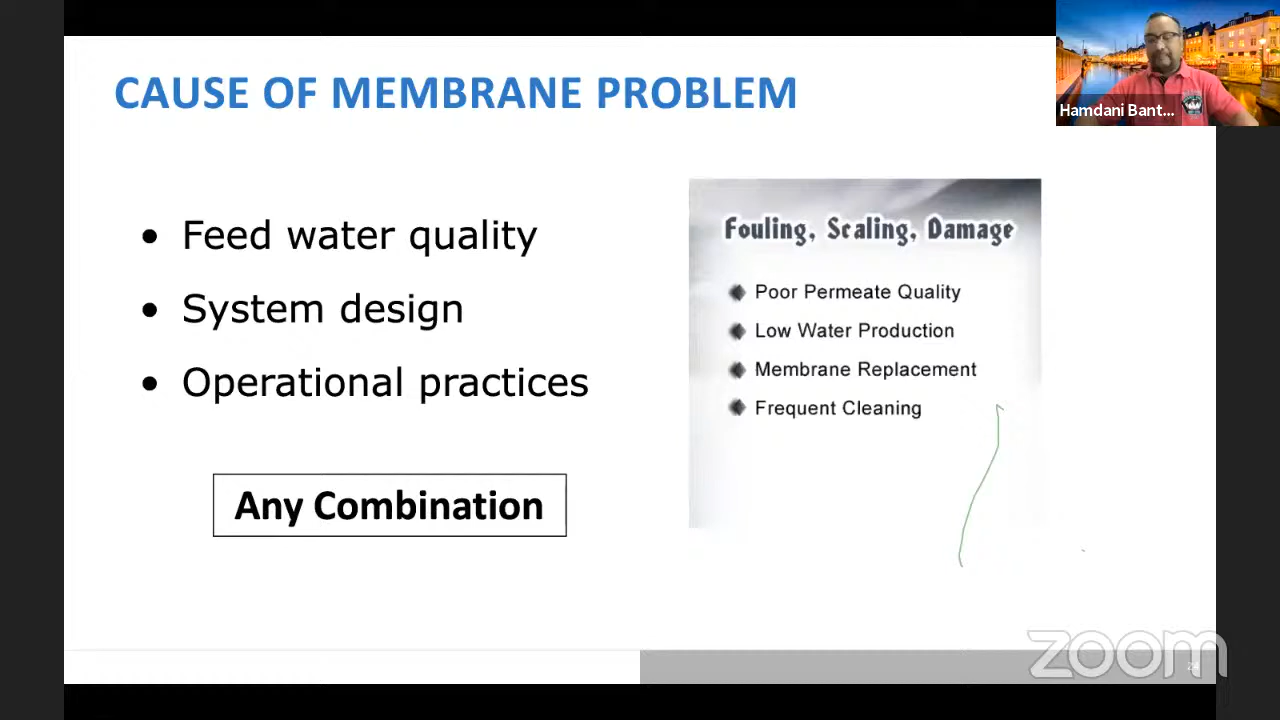 CAUSE OF MEMBRANE PROBLEM
Hamdani Bant...
• Feed water quality
• System design
• Operational practices
Any Combination
Fouling, Scaling, Damage
Poor Permeate Quality
Low Water Production
Membrane Replacement
Frequent Cleaning
zoom
24